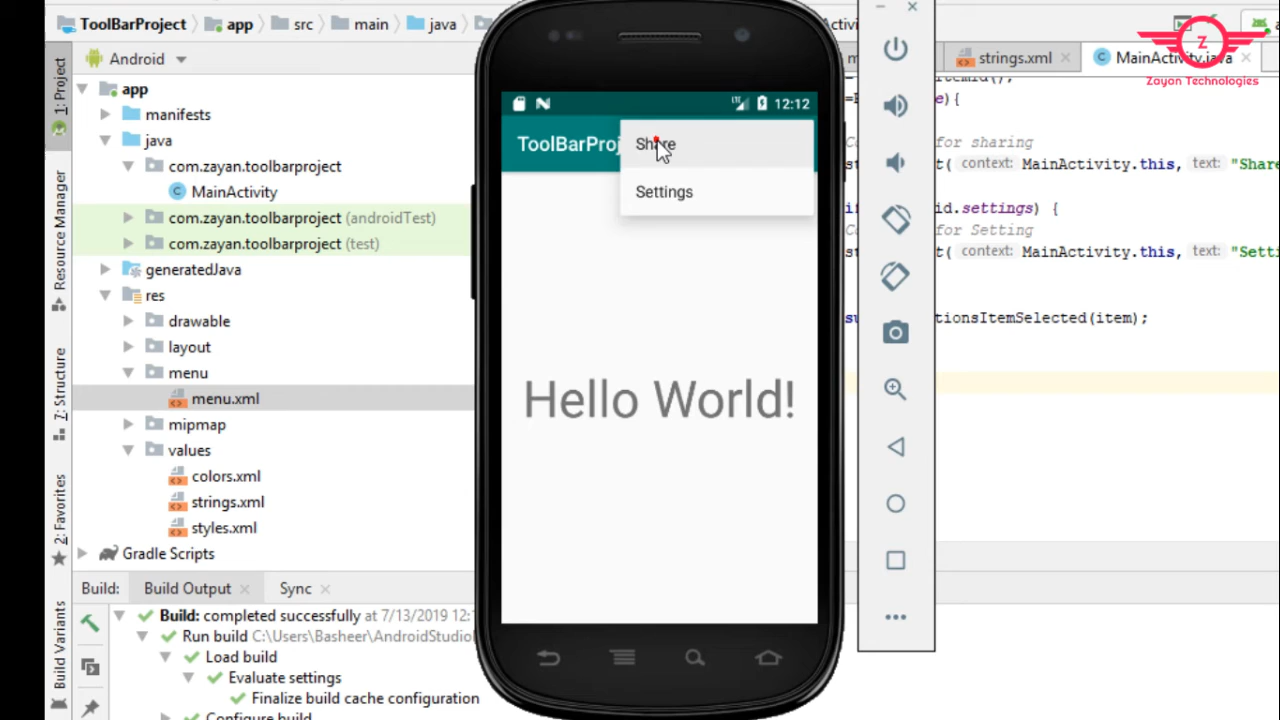 ToolBarProject app src main java
Activity
Z
Zayan Technologies
Android
strings.xml
MainActivity.java
1: Project
Resource Manager
7: Structure
2: Favorites
Build Variants
app
manifests
java
com.zayan.toolbarproject
MainActivity
com.zayan.toolbarproject (androidTest)
com.zayan.toolbarproject (test)
generatedJava
res
drawable
layout
menu
menu.xml
mipmap
values
colors.xml
strings.xml
styles.xml
Gradle Scripts
12:12
ToolBarProj
Share
Settings
Hello World!
for sharing
context: MainActivity.this, text: "Share
d.settings) {
for Setting
context: MainActivity.this, text: "Setti
ionsItemSelected(item);
Build: Build Output Sync
Build: completed successfully at 7/13/2019 12:
Run build C:\Users\Basheer\AndroidStudio
Load build
Evaluate settings
Finalize build cache configuration
Configure build